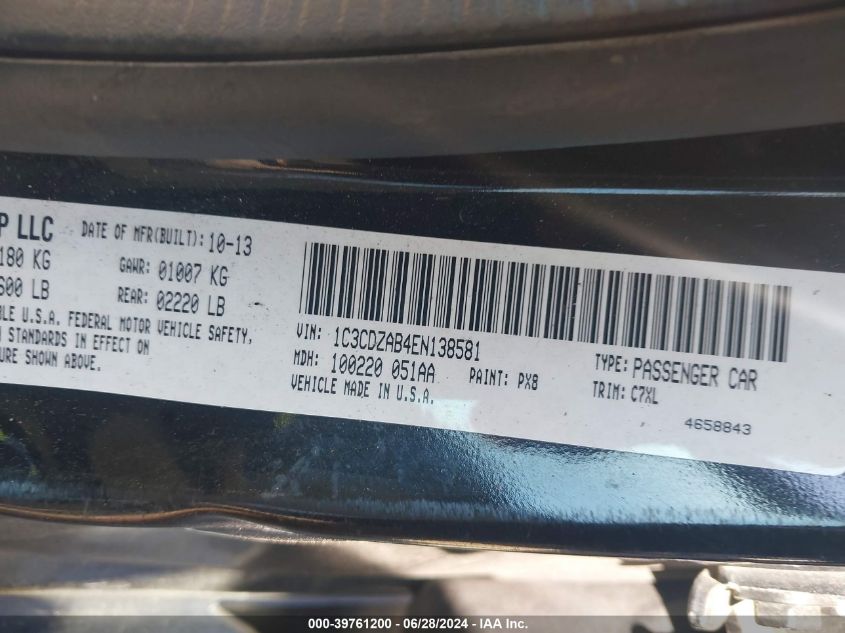 P LLC DATE OF MFR(BUILT): 10-13
180 KG GAWR: 01007 KG
600 LB REAR: 02220 LB
BLE U.S.A. FEDERAL MOTOR VEHICLE SAFETY,
STANDARDS IN EFFECT ON
URE SHOWN ABOVE.
VIN: 1C3CDZAB4EN138581
MDH: 100220 051AA PAINT: PX8
VEHICLE MADE IN U.S.A.
TYPE: PASSENGER CAR
TRIM: C7XL
4658843
000-39761200 - 06/28/2024 - IAA Inc.